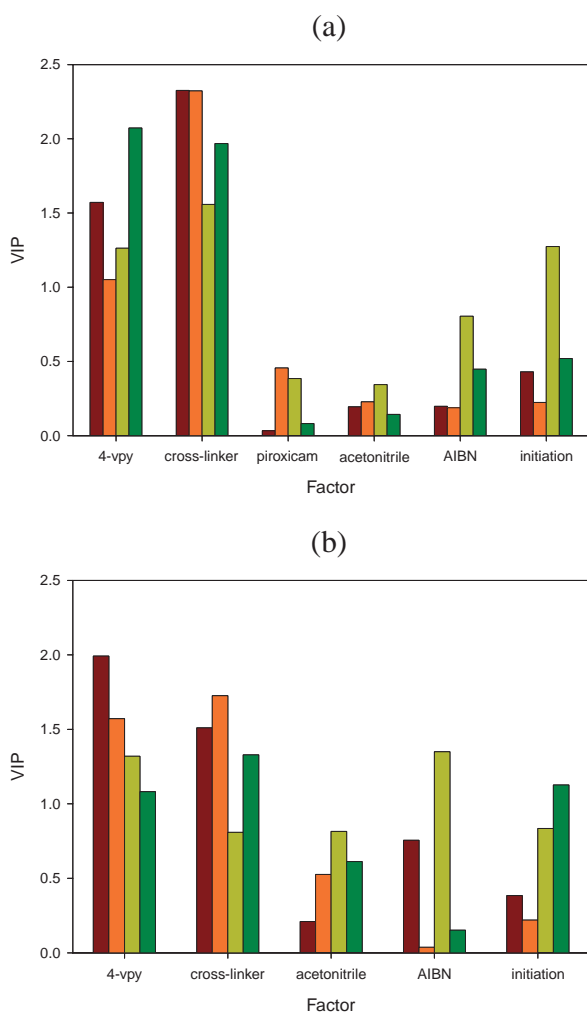 (a)
2.5
2.0
1.5
1.0
0.5
0.0
VIP
4-vpy cross-linker piroxicam acetonitrile AIBN initiation
Factor
(b)
2.5
2.0
1.5
1.0
0.5
0.0
VIP
4-vpy cross-linker acetonitrile AIBN initiation
Factor